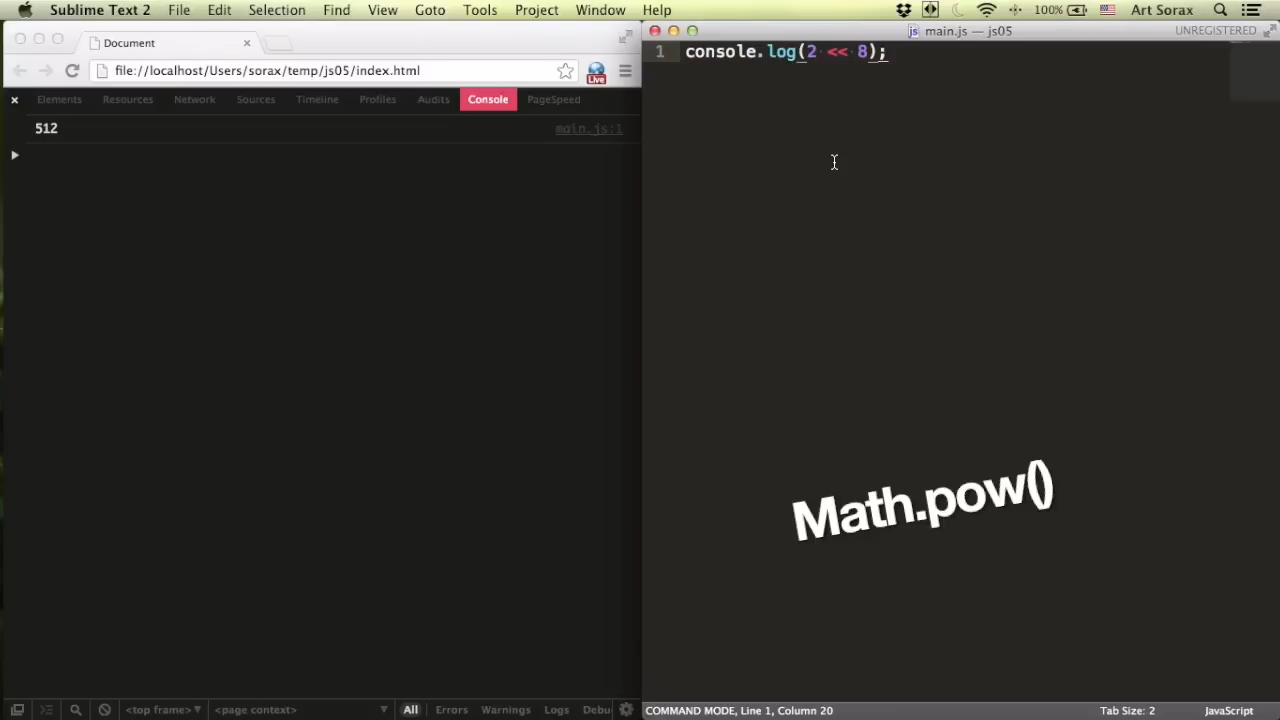 Sublime Text 2 File Edit Selection Find View Goto Tools Project Window Help 100% Art Sorax
Document
file://localhost/Users/sorax/temp/js05/index.html
Live
Elements Resources Network Sources Timeline Profiles Audits Console PageSpeed
512 main.js:1
<top frame> <page context> All Errors Warnings Logs Debu
main.js — js05 UNREGISTERED
1 console.log(2 << 8);
Math.pow()
COMMAND MODE, Line 1, Column 20 Tab Size: 2 JavaScript